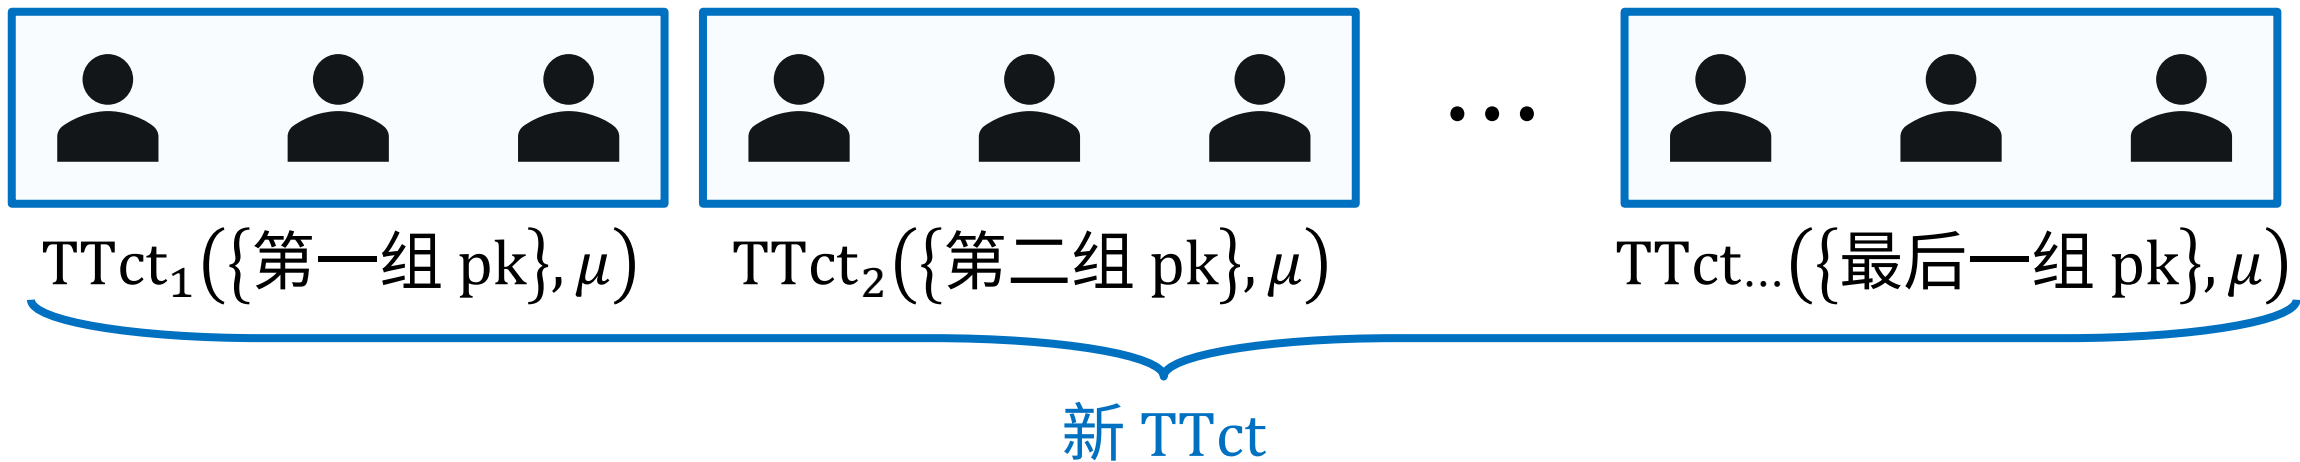 …
TTct₁({第一组 pk}, μ) TTct₂({第二组 pk}, μ) TTct…({最后一组 pk}, μ)
新 TTct